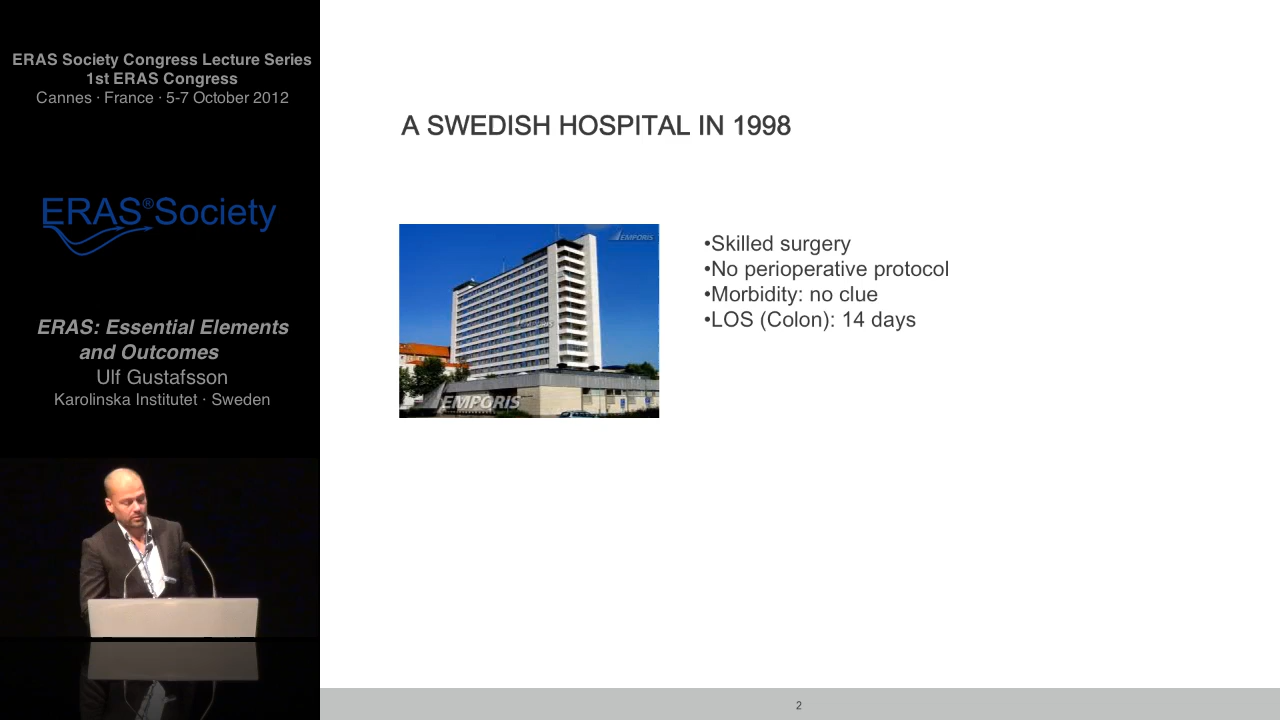 ERAS Society Congress Lecture Series
1st ERAS Congress
Cannes · France · 5-7 October 2012
ERAS®Society
ERAS: Essential Elements
and Outcomes
Ulf Gustafsson
Karolinska Institutet · Sweden
A SWEDISH HOSPITAL IN 1998
EMPORIS
EMPORIS
•Skilled surgery
•No perioperative protocol
•Morbidity: no clue
•LOS (Colon): 14 days
2